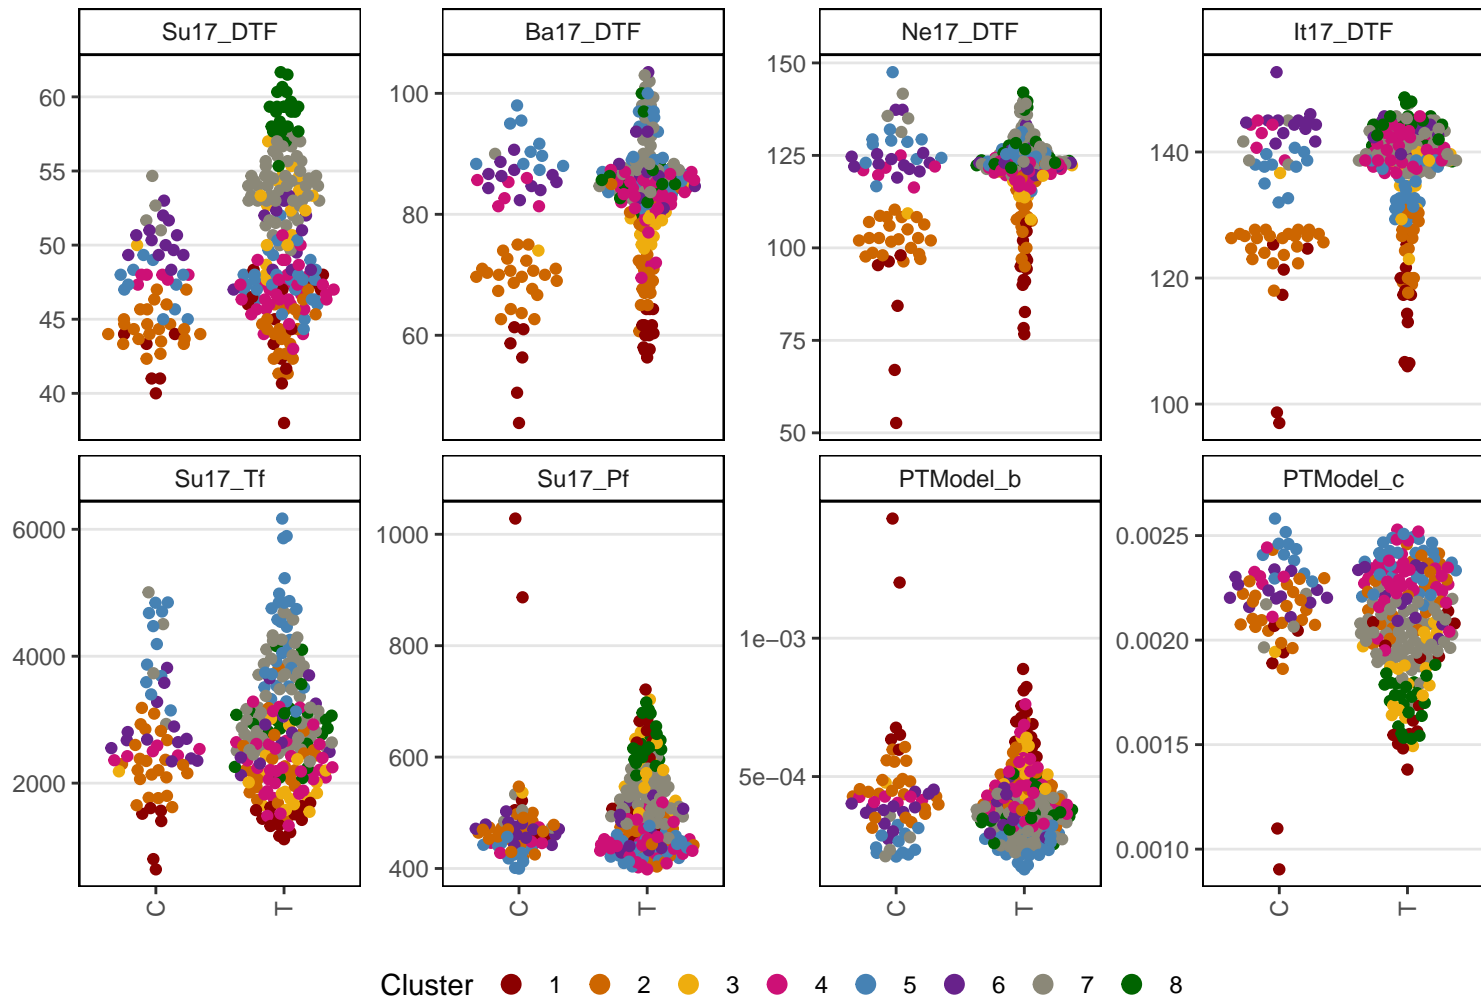 Su17_DTF
Ba17_DTF
Ne17_DTF
It17_DTF
60
55
50
45
40
100
80
60
150
125
100
75
50
140
120
100
Su17_Tf
Su17_Pf
PTModel_b
PTModel_c
6000
4000
2000
1000
800
600
400
1e−03
5e−04
0.0025
0.0020
0.0015
0.0010
C T
C T
C T
C T
Cluster 1 2 3 4 5 6 7 8